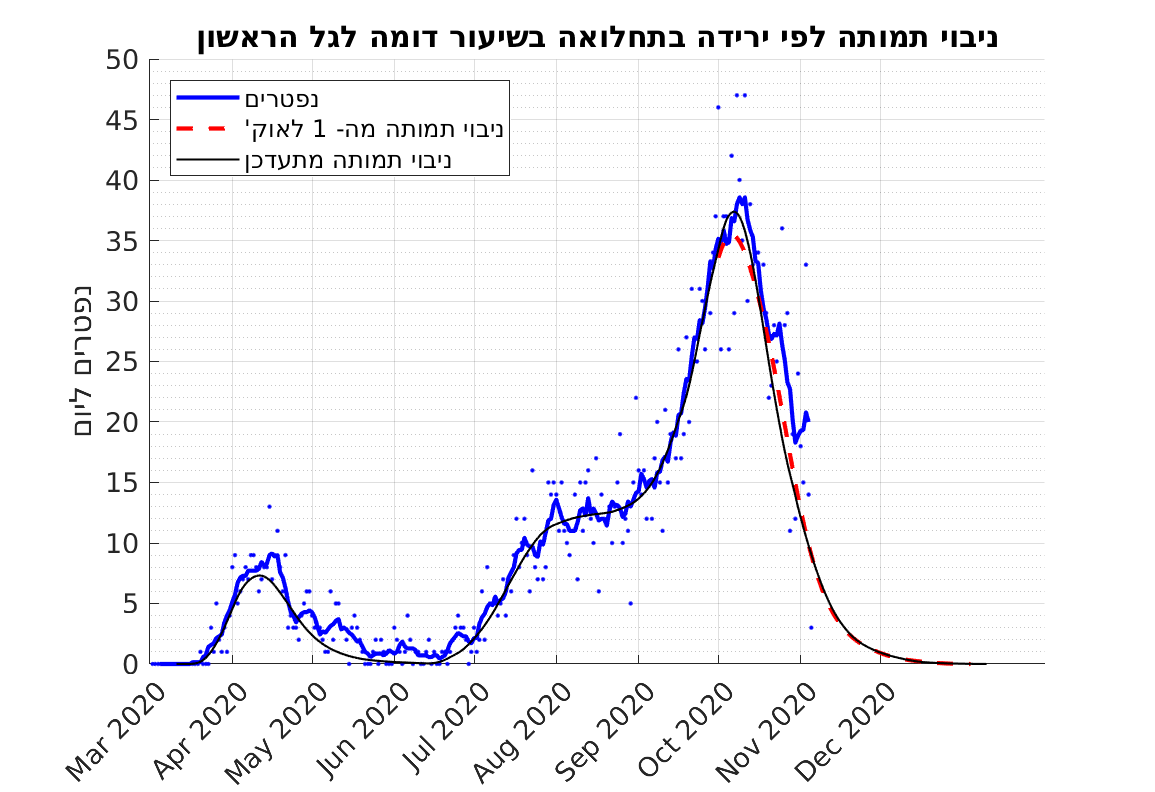 ניבוי תמותה לפי ירידה בתחלואה בשיעור דומה לגל הראשון
נפטרים
ניבוי תמותה מה- 1 לאוק'
ניבוי תמותה מתעדכן
נפטרים ליום
50
45
40
35
30
25
20
15
10
5
0
Mar 2020
Apr 2020
May 2020
Jun 2020
Jul 2020
Aug 2020
Sep 2020
Oct 2020
Nov 2020
Dec 2020